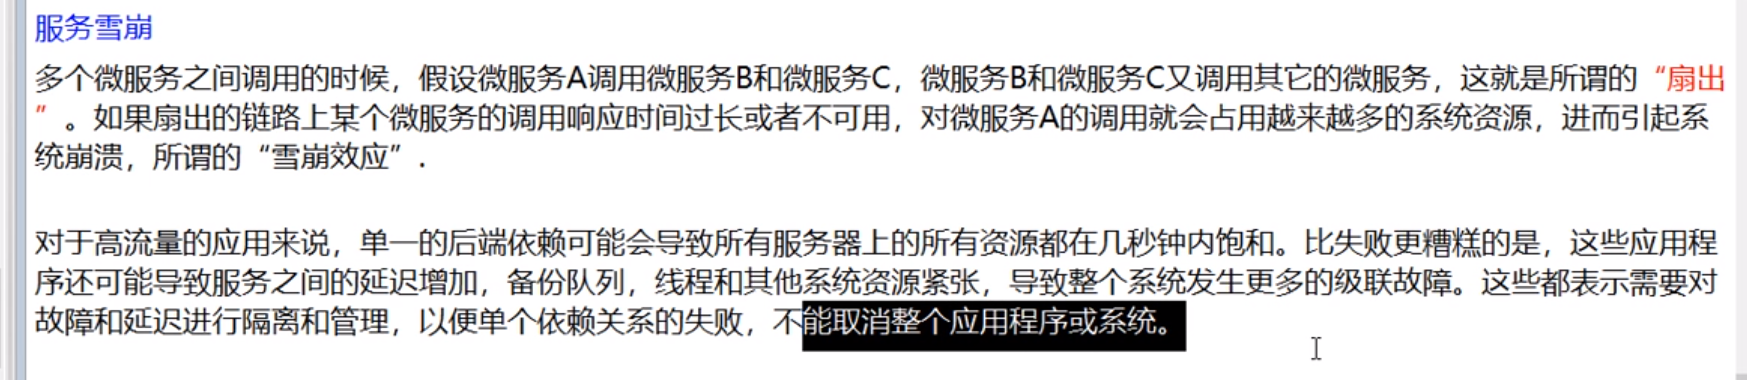 服务雪崩
多个微服务之间调用的时候，假设微服务A调用微服务B和微服务C，微服务B和微服务C又调用其它的微服务，这就是所谓的“扇出
”。如果扇出的链路上某个微服务的调用响应时间过长或者不可用，对微服务A的调用就会占用越来越多的系统资源，进而引起系
统崩溃，所谓的“雪崩效应”.
对于高流量的应用来说，单一的后端依赖可能会导致所有服务器上的所有资源都在几秒钟内饱和。比失败更糟糕的是，这些应用程
序还可能导致服务之间的延迟增加，备份队列，线程和其他系统资源紧张，导致整个系统发生更多的级联故障。这些都表示需要对
故障和延迟进行隔离和管理，以便单个依赖关系的失败，不能取消整个应用程序或系统。